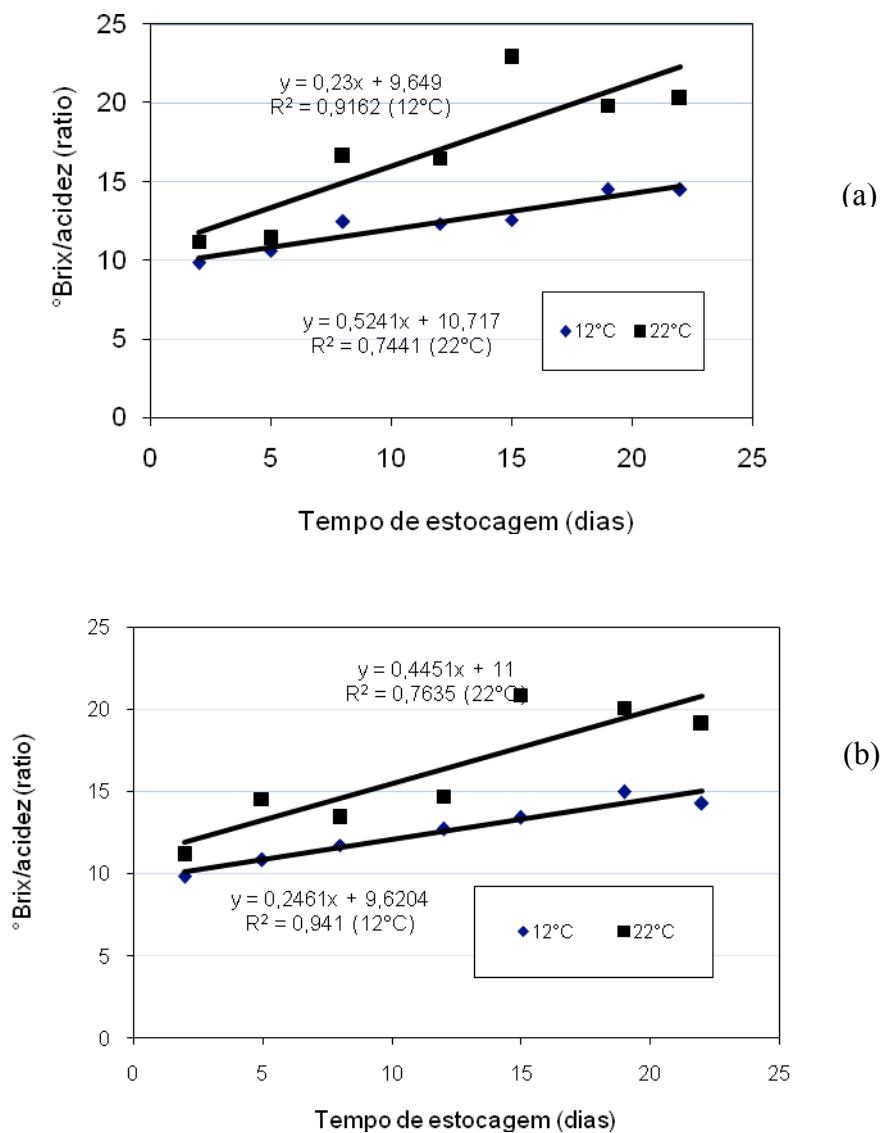 25
20
15
10
5
0
°Brix/acidez (ratio)
y = 0,23x + 9,649
R² = 0,9162 (12°C)
y = 0,5241x + 10,717
R² = 0,7441 (22°C)
12°C 22°C
0 5 10 15 20 25
Tempo de estocagem (dias)
(a)
25
20
15
10
5
0
°Brix/acidez (ratio)
y = 0,4451x + 11
R² = 0,7635 (22°C)
y = 0,2461x + 9,6204
R² = 0,941 (12°C)
12°C 22°C
0 5 10 15 20 25
Tempo de estocagem (dias)
(b)